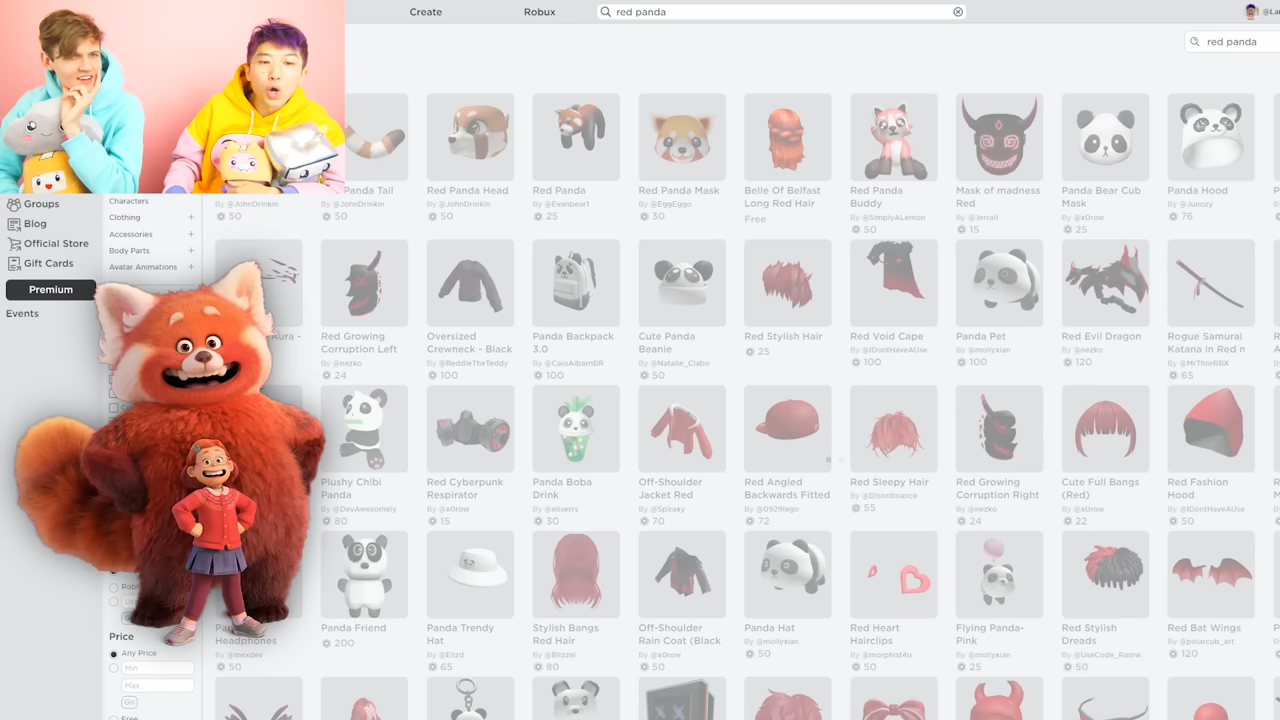 Create
Robux
red panda
@Lan
red panda
Groups
Blog
Official Store
Gift Cards
Premium
Events
Characters
Clothing +
Accessories +
Body Parts +
Avatar Animations +
Panda Tail
By @JohnDrinkin
50
Red Panda Head
By @JohnDrinkin
50
Red Panda
By @Evanbear1
25
Red Panda Mask
By @EggEggo
30
Belle Of Belfast
Long Red Hair
Free
Red Panda
Buddy
By @SimplyALemon
50
Mask of madness
Red
By @Jerrall
15
Panda Bear Cub
Mask
By @x0row
25
Panda Hood
By @Junozy
76
Aura -
Red Growing
Corruption Left
By @nezko
24
Oversized
Crewneck - Black
By @ReddieTheTeddy
100
Panda Backpack
3.0
By @CaioAlbarnBR
100
Cute Panda
Beanie
By @Natalie_Clabo
50
Red Stylish Hair
25
Red Void Cape
By @IDontHaveAUse
100
Panda Pet
By @mollyxian
100
Red Evil Dragon
By @nezko
120
Rogue Samurai
Katana in Red n
By @MrThorRBX
65
Plushy Chibi
Panda
By @DevAwesomely
80
Red Cyberpunk
Respirator
By @x0row
15
Panda Boba
Drink
By @eliserrs
30
Off-Shoulder
Jacket Red
By @Spiraxy
70
Red Angled
Backwards Fitted
By @0929lego
72
Red Sleepy Hair
By @Disordinance
55
Red Growing
Corruption Right
By @nezko
24
Cute Full Bangs
(Red)
By @x0row
22
Red Fashion
Hood
By @IDontHaveAUse
50
Headphones
By @mexdev
50
Panda Friend
200
Panda Trendy
Hat
By @Elizd
65
Stylish Bangs
Red Hair
By @Blizzei
80
Off-Shoulder
Rain Coat (Black
By @x0row
50
Panda Hat
By @mollyxian
50
Red Heart
Hairclips
By @morphist4u
50
Flying Panda-
Pink
By @mollyxian
25
Red Stylish
Dreads
By @UseCode_Rainw...
50
Red Bat Wings
By @polarcub_art
120
Price
Any Price
Min
Max
Go
Free